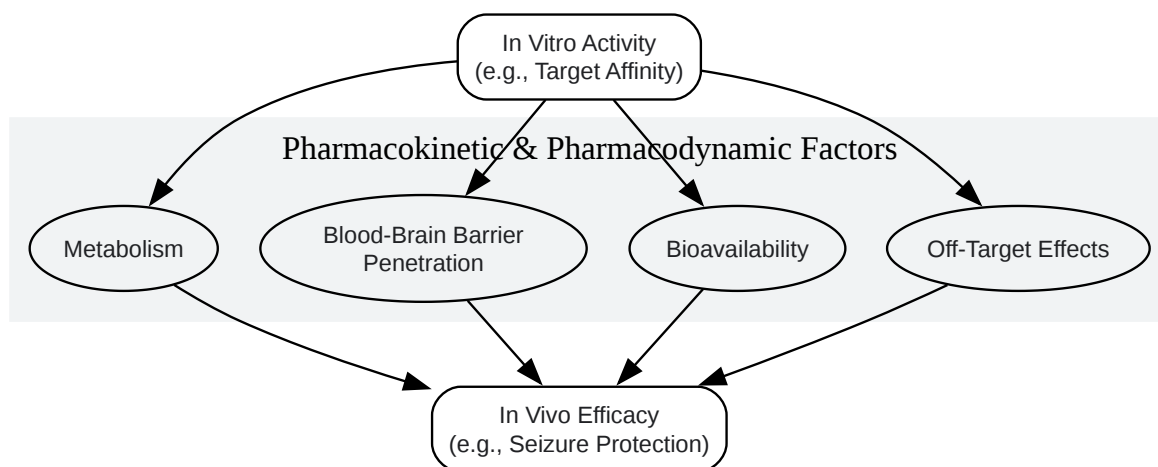 In Vitro Activity
(e.g., Target Affinity)
Pharmacokinetic & Pharmacodynamic Factors
Metabolism
Blood-Brain Barrier
Penetration
Bioavailability
Off-Target Effects
In Vivo Efficacy
(e.g., Seizure Protection)